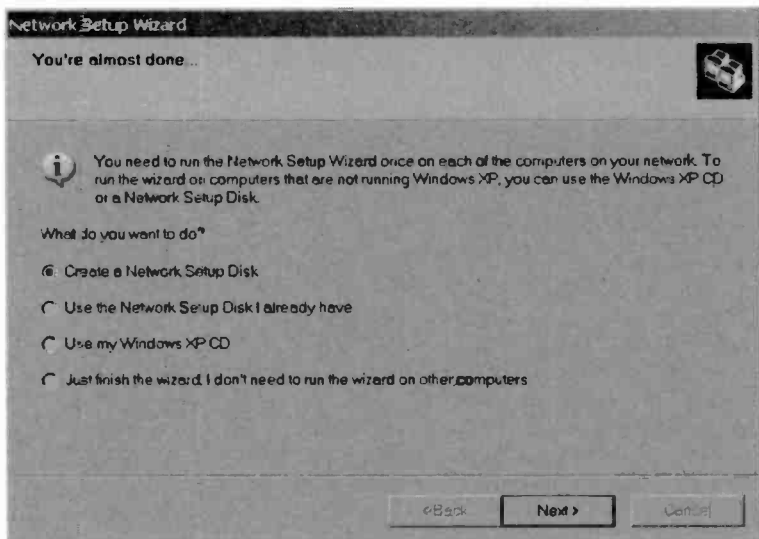 Network Setup Wizard
You're almost done...
You need to run the Network Setup Wizard once on each of the computers on your network. To
run the wizard on computers that are not running Windows XP, you can use the Windows XP CD
or a Network Setup Disk.
What do you want to do?
Create a Network Setup Disk
Use the Network Setup Disk I already have
Use my Windows XP CD
Just finish the wizard. I don't need to run the wizard on other computers
< Back
Next >
Cancel